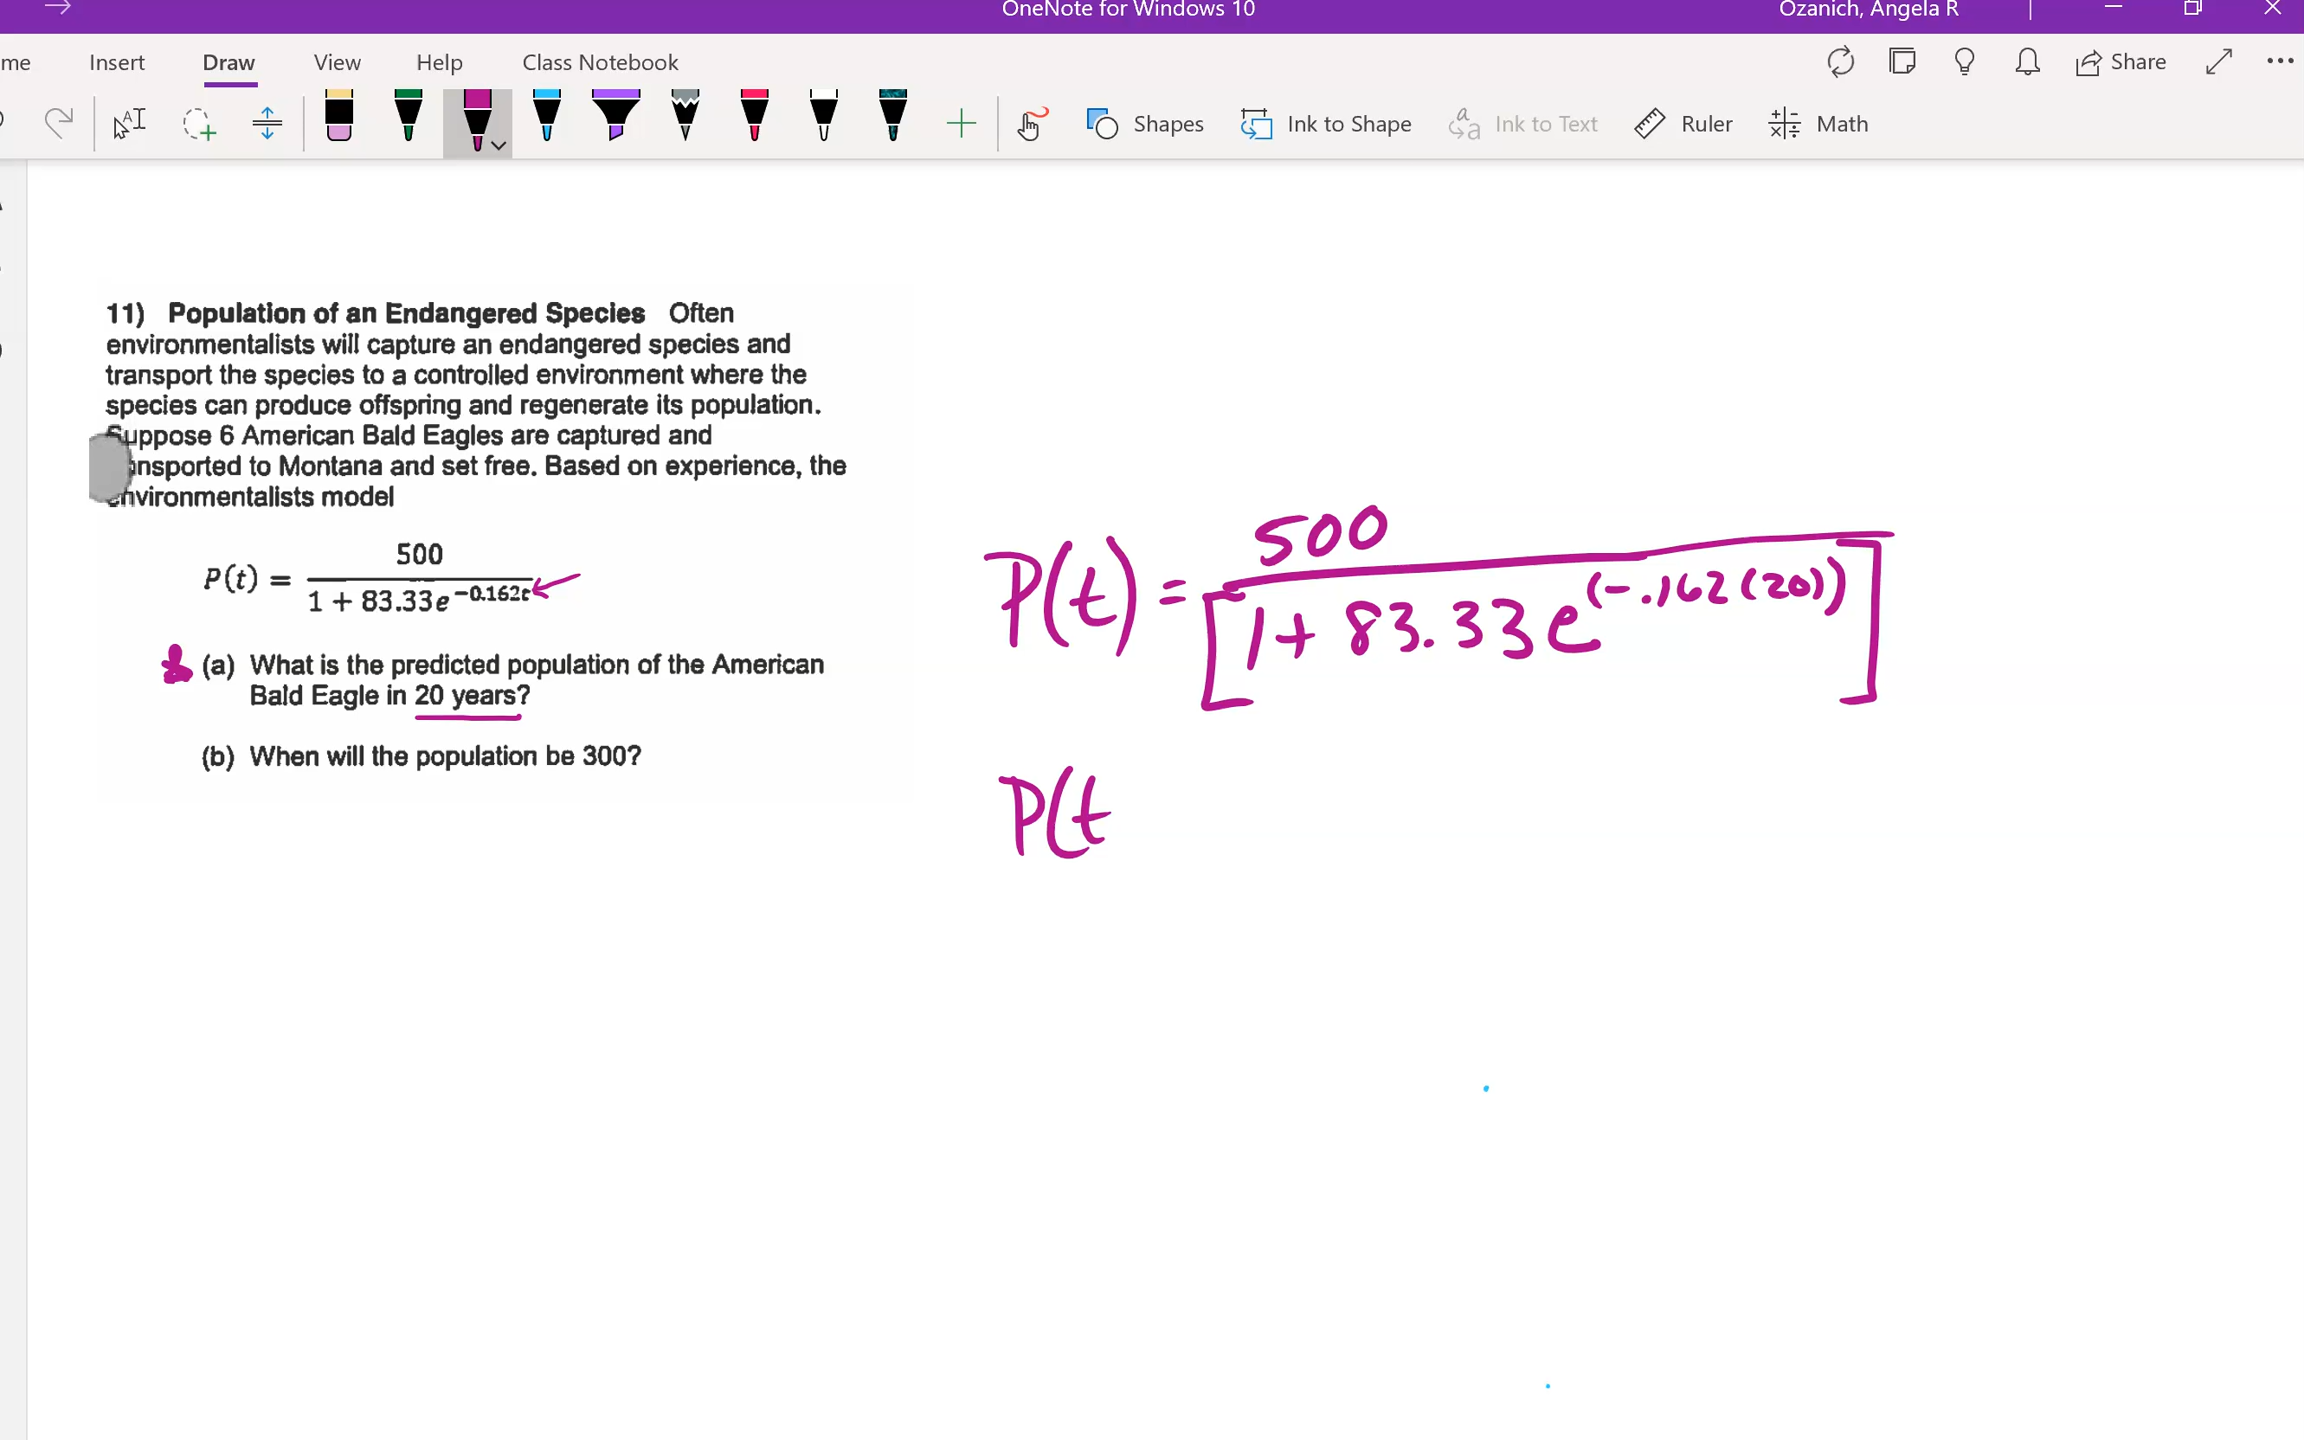 OneNote for Windows 10
Ozanich, Angela R
me Insert Draw View Help Class Notebook
Share
Shapes Ink to Shape Ink to Text Ruler Math
11) Population of an Endangered Species Often
environmentalists will capture an endangered species and
transport the species to a controlled environment where the
species can produce offspring and regenerate its population.
Suppose 6 American Bald Eagles are captured and
ansported to Montana and set free. Based on experience, the
environmentalists model
P(t) = 500 / 1 + 83.33e^-0.162t
(a) What is the predicted population of the American
Bald Eagle in 20 years?
(b) When will the population be 300?
P(t) = 500 / [1 + 83.33 e^(-.162(20))]
P(t